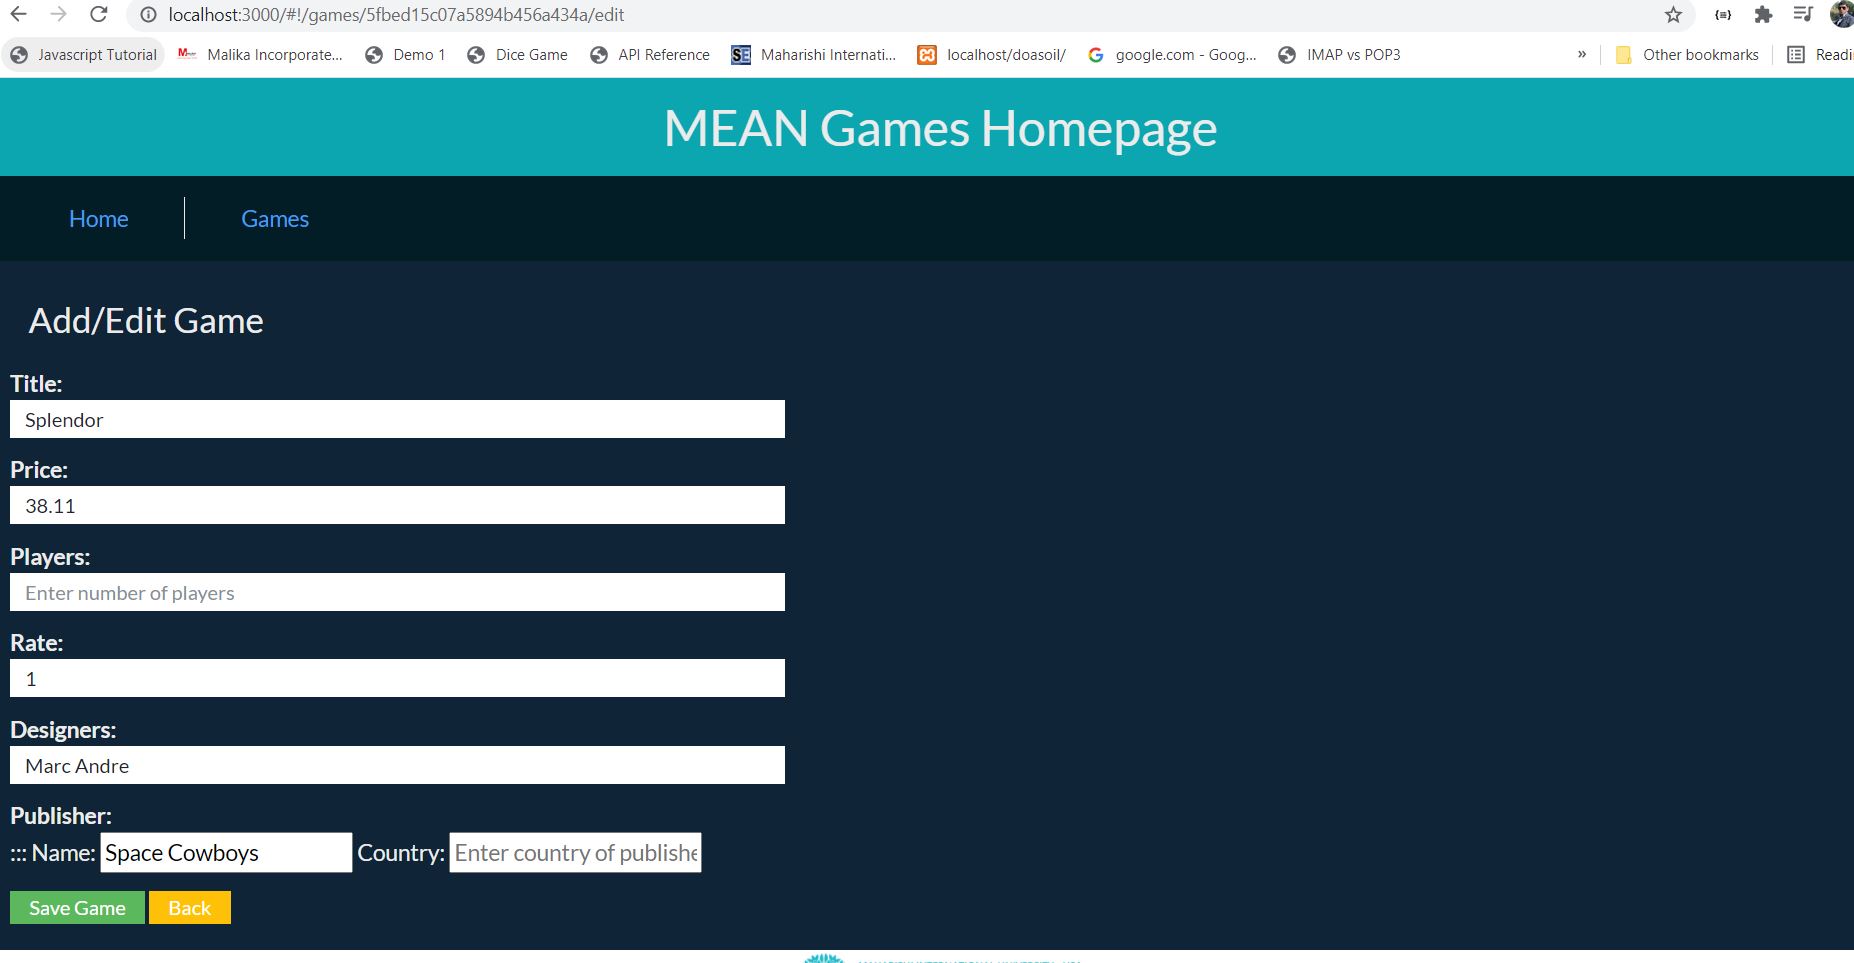 localhost:3000/#!/games/5fbed15c07a5894b456a434a/edit
Javascript Tutorial Malika Incorporate... Demo 1 Dice Game API Reference SE Maharishi Internati... localhost/doasoil/ google.com - Goog... IMAP vs POP3 » Other bookmarks Readi
MEAN Games Homepage
Home Games
Add/Edit Game
Title:
Splendor
Price:
38.11
Players:
Enter number of players
Rate:
1
Designers:
Marc Andre
Publisher:
::: Name: Space Cowboys Country: Enter country of publishe
Save Game Back